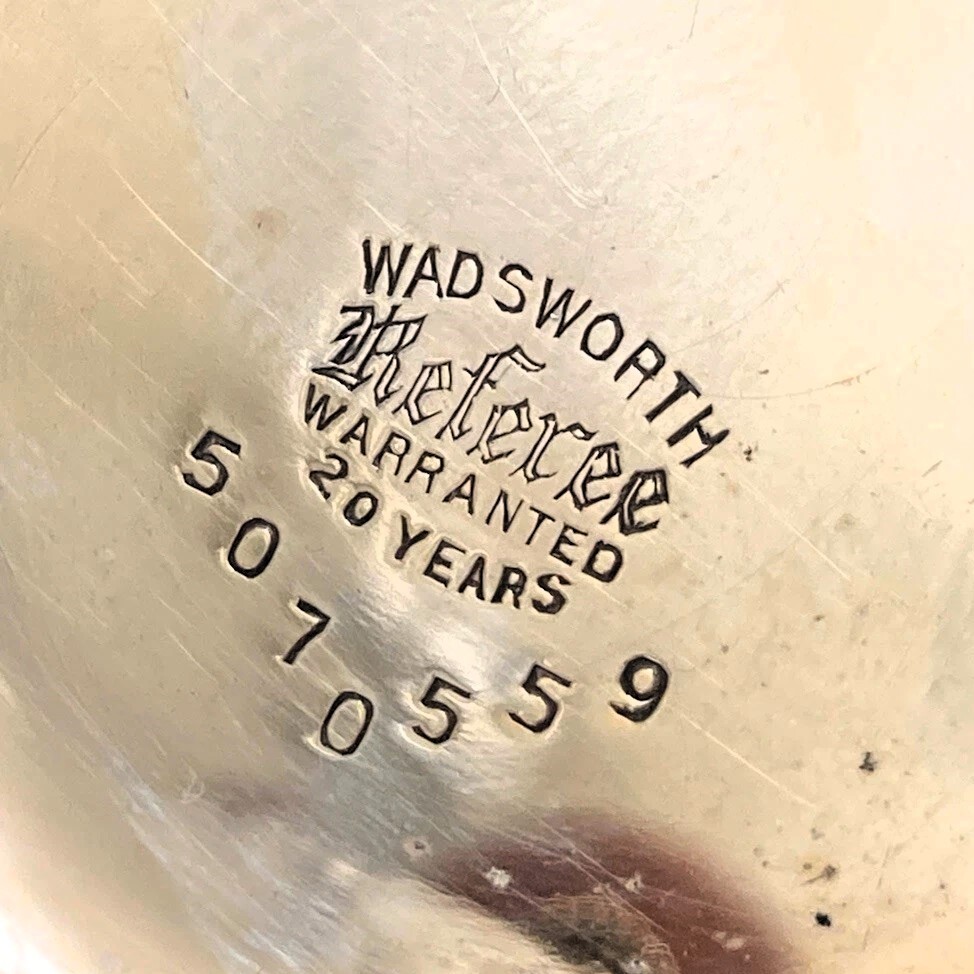 WADSWORTH
Referee
WARRANTED
20 YEARS
5070559